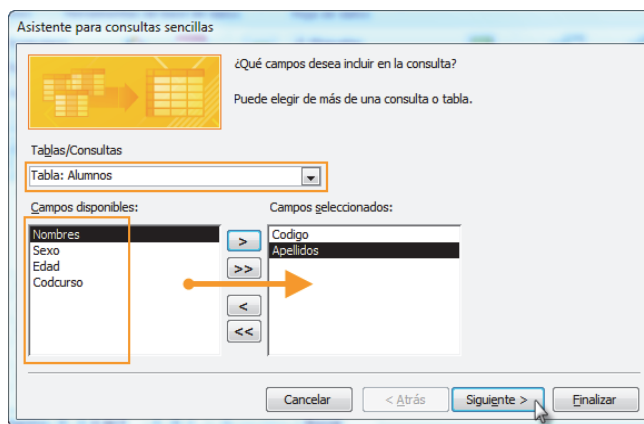 Asistente para consultas sencillas
¿Qué campos desea incluir en la consulta?
Puede elegir de más de una consulta o tabla.
Tablas/Consultas
Tabla: Alumnos
Campos disponibles:
Campos seleccionados:
Nombres
Sexo
Edad
Codcurso
>
>>
<
<<
Codigo
Apellidos
Cancelar
< Atrás
Siguiente >
Finalizar